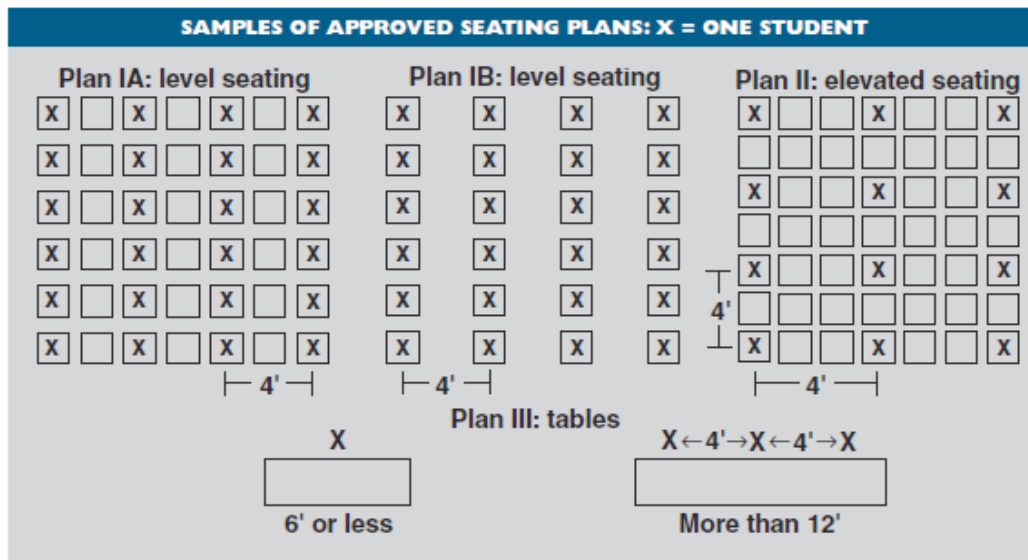 SAMPLES OF APPROVED SEATING PLANS: X = ONE STUDENT
Plan IA: level seating
X X X X
X X X X
X X X X
X X X X
X X X X
X X X X
4'
Plan IB: level seating
X X X X
X X X X
X X X X
X X X X
X X X X
X X X X
4'
Plan II: elevated seating
X X X
X X X
X X X
4'
X X X
4'
Plan III: tables
X
6' or less
X←4'→X←4'→X
More than 12'